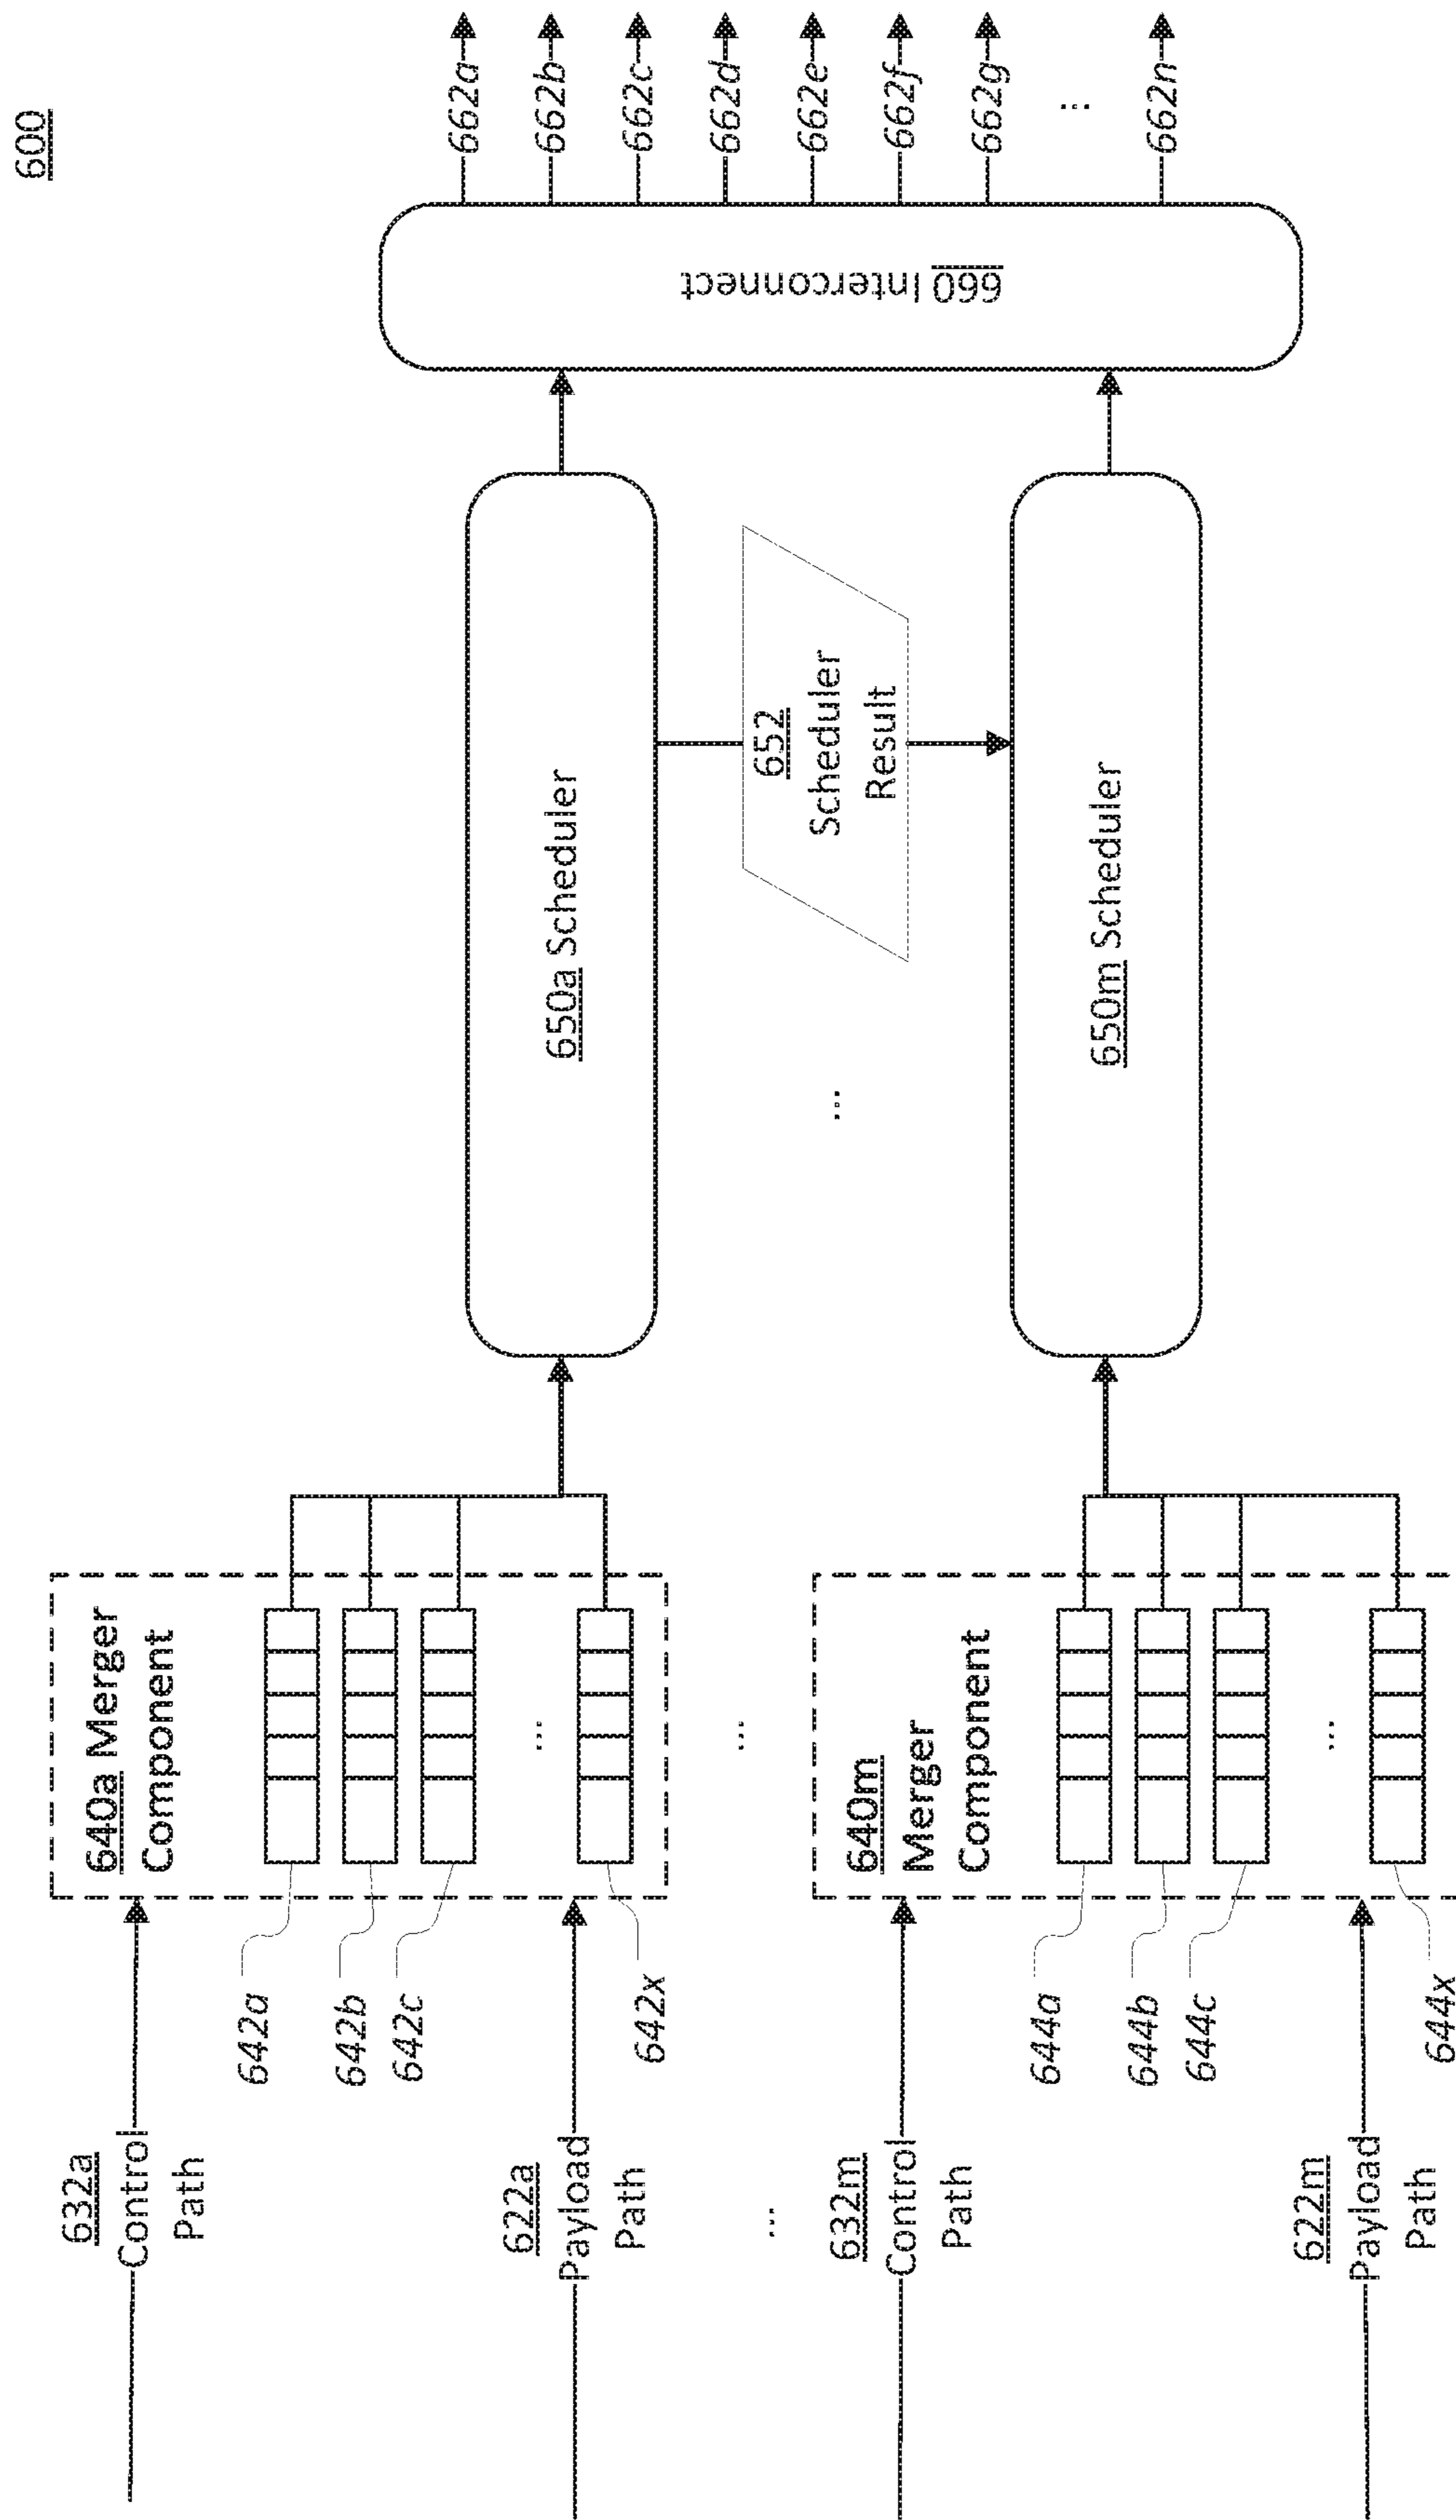 600
632a
Control
Path
622a
Payload
Path
...
632m
Control
Path
622m
Payload
Path
640a Merger
Component
642a
642b
642c
...
642x
...
640m
Merger
Component
644a
644b
644c
...
644x
650a Scheduler
652
Scheduler
Result
...
650m Scheduler
660 Interconnect
662a
662b
662c
662d
662e
662f
662g
...
662n